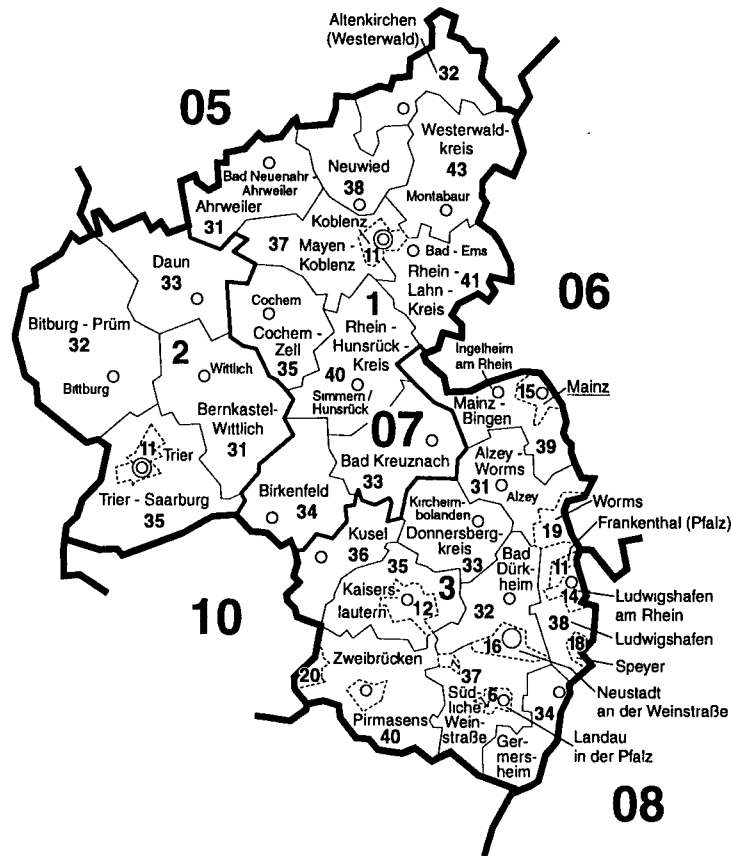 Altenkirchen
(Westerwald)
32
05
Westerwald-
kreis
43
Neuwied
38
Bad Neuenahr-
Ahrweiler
Ahrweiler
31
Montabaur
Koblenz
11
37
Mayen -
Koblenz
Bad - Ems
Rhein -
Lahn -
Kreis
41
Daun
33
06
Cochem
Cochem -
Zell
35
1
Rhein -
Hunsrück -
Kreis
40
Simmern /
Hunsrück
Bitburg - Prüm
32
Bitburg
2
Wittlich
Bernkastel-
Wittlich
31
Ingelheim
am Rhein
Mainz -
Bingen
15
Mainz
39
07
Bad Kreuznach
33
Alzey -
Worms
31
Alzey
11
Trier
Trier - Saarburg
35
Birkenfeld
34
Kirchheim-
bolanden
Donnersberg-
kreis
33
Worms
19
Frankenthal (Pfalz)
11
Kusel
36
35
Kaisers
lautern
12
3
Bad
Dürk-
heim
32
14
Ludwigshafen
am Rhein
38
Ludwigshafen
10
18
Speyer
16
Neustadt
an der Weinstraße
20
Zweibrücken
Pirmasens
40
37
Süd-
liche
Wein-
straße
34
Landau
in der Pfalz
Ger-
mers-
heim
08